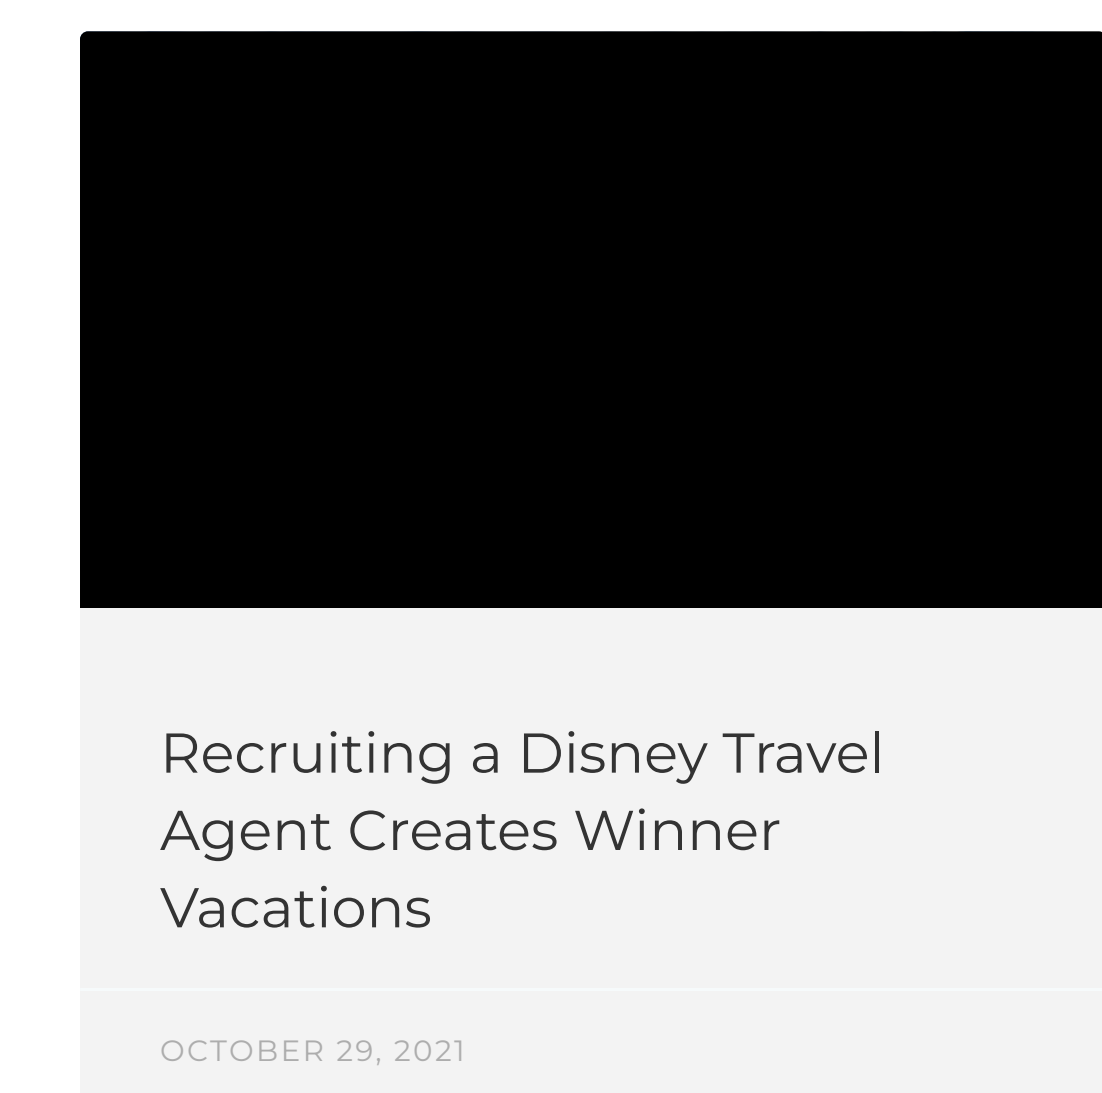 Recruiting a Disney Travel
Agent Creates Winner
Vacations
OCTOBER 29, 2021